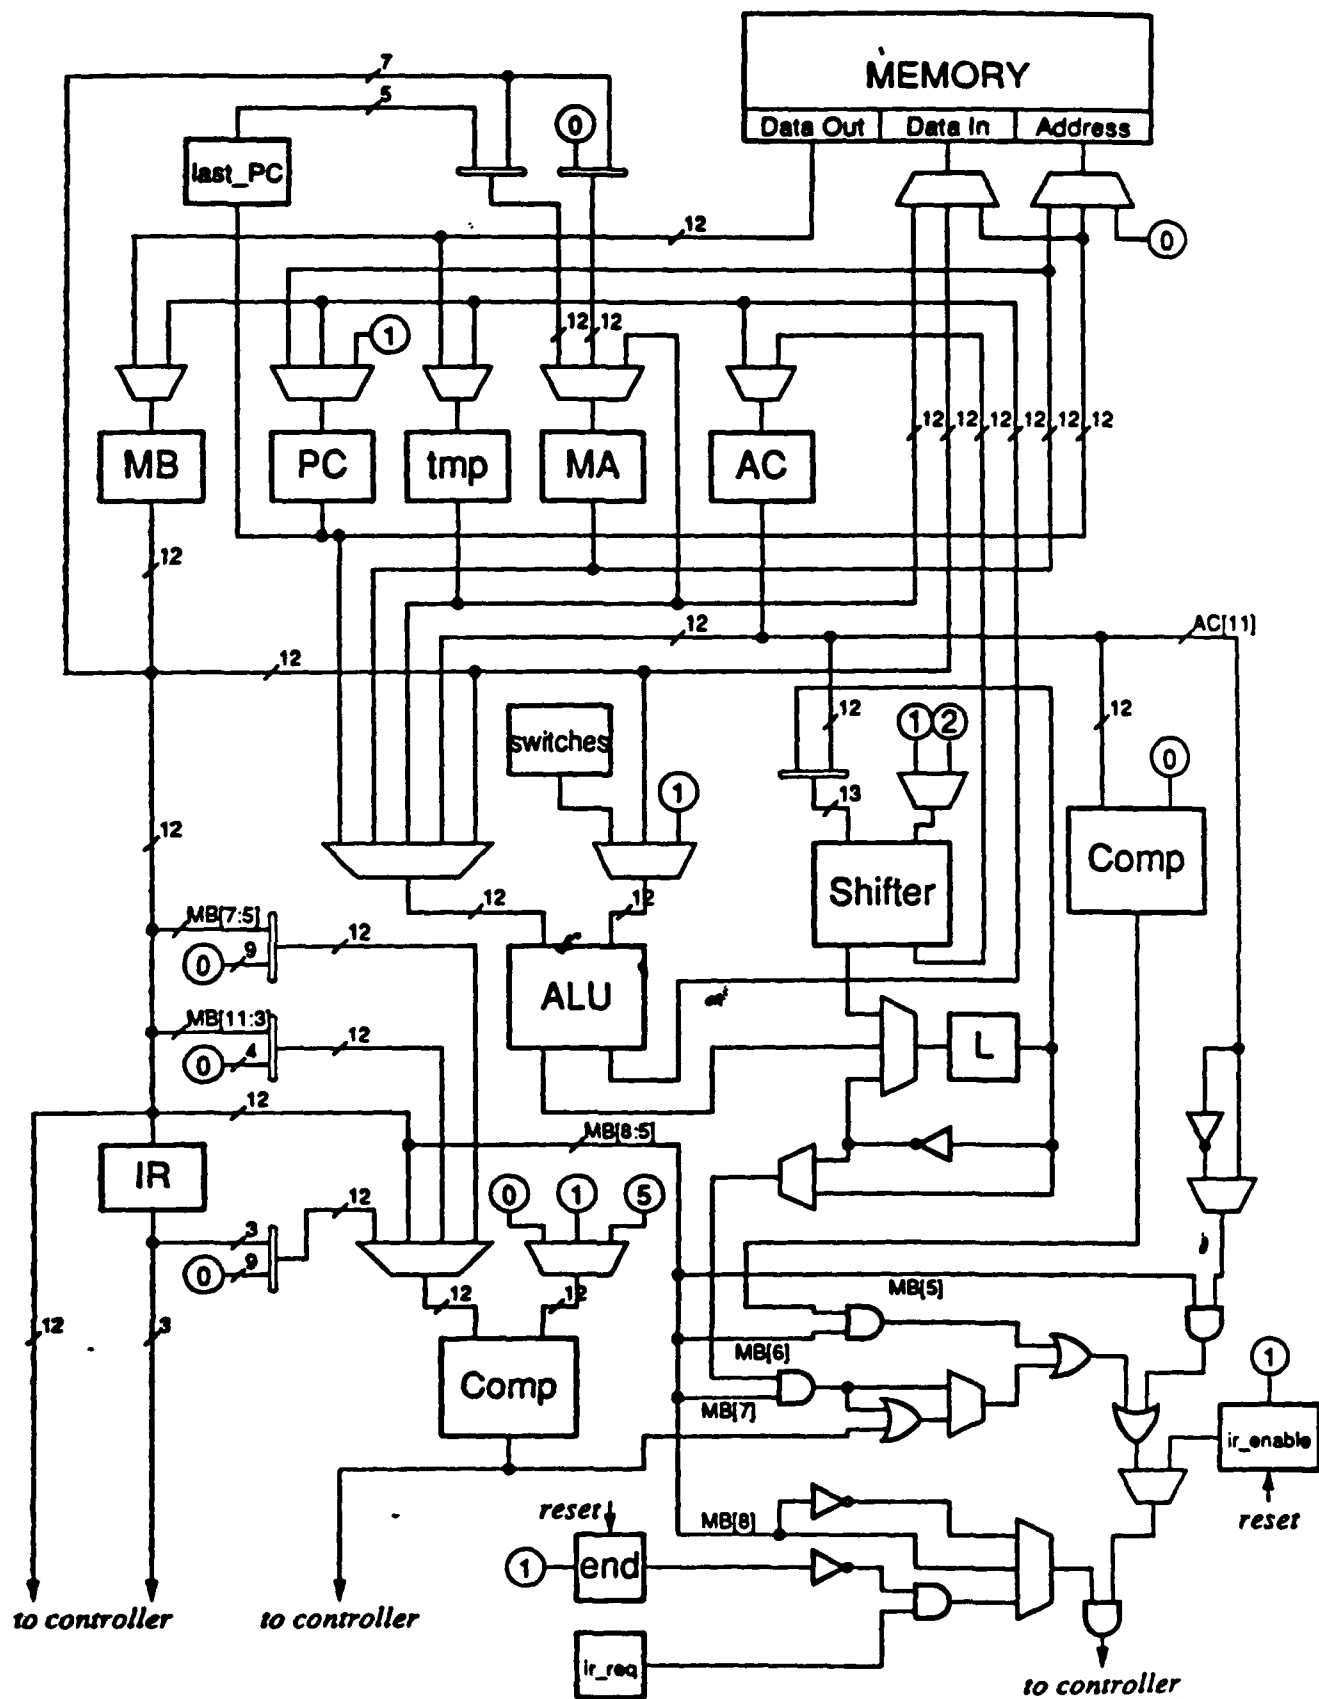 MEMORY
Data Out Data In Address
7
5
0
last_PC
12
0
12 12
1
MB PC tmp MA AC
12 12 12 12 12 12
12
12 AC[11]
12
switches
12
1 2
12
0
1
13
12
Comp
Shifter
12 12
MB[7:5]
0 9
12
ALU
MB[11:3]
0 4
12
L
12
MB[8:5]
IR
12
0 1 5
3
0 9
12 12
MB[5]
12
3
Comp
MB[6]
1
MB[7]
ir_enable
reset
MB[8]
reset
1
end
ir_req
to controller
to controller
to controller